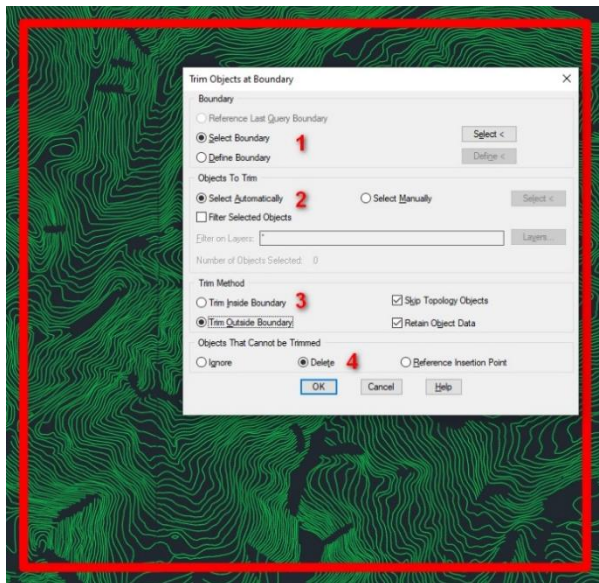 Trim Objects at Boundary
Boundary
Reference Last Query Boundary
Select Boundary
1
Select <
Define Boundary
Define <
Objects To Trim
Select Automatically
2
Select Manually
Select <
Filter Selected Objects
Filter on Layers:
*
Layers...
Number of Objects Selected: 0
Trim Method
Trim Inside Boundary
3
Skip Topology Objects
Trim Outside Boundary
Retain Object Data
Objects That Cannot be Trimmed
Ignore
Delete
4
Reference Insertion Point
OK
Cancel
Help